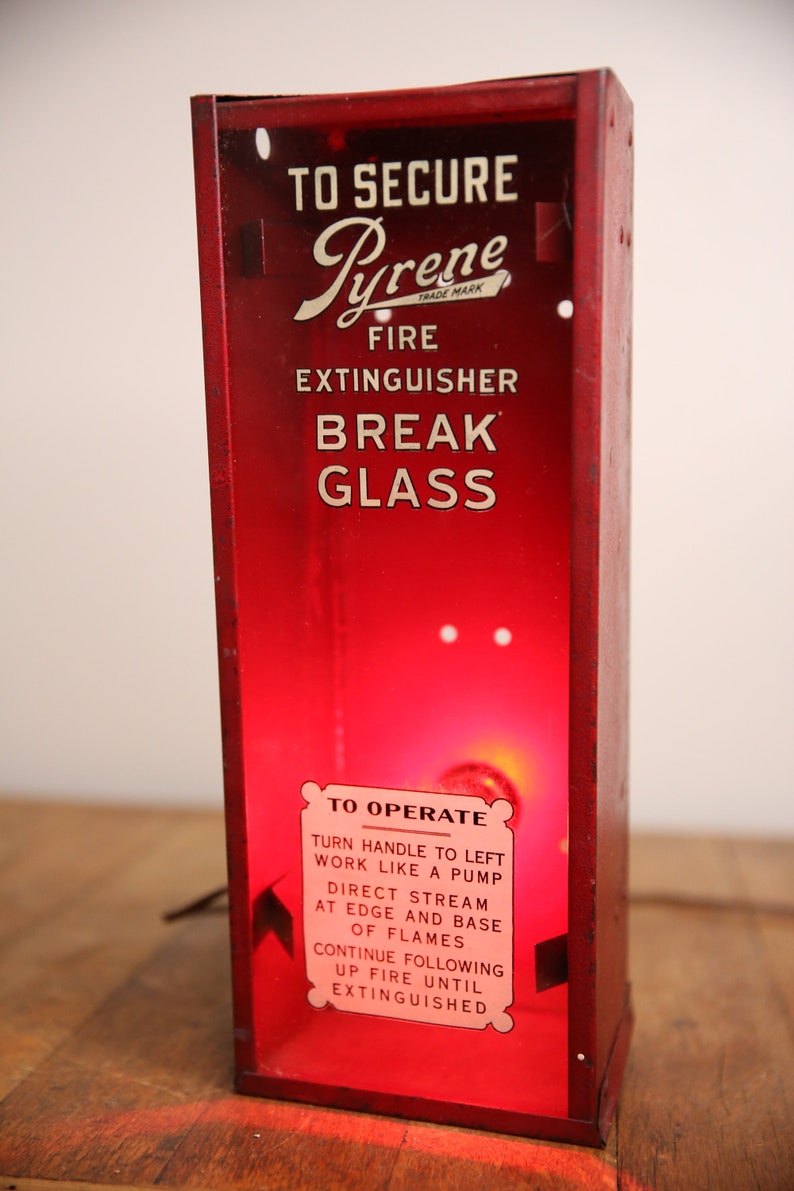 TO SECURE
Pyrene
TRADE MARK
FIRE
EXTINGUISHER
BREAK
GLASS
TO OPERATE
TURN HANDLE TO LEFT
WORK LIKE A PUMP
DIRECT STREAM
AT EDGE AND BASE
OF FLAMES
CONTINUE FOLLOWING
UP FIRE UNTIL
EXTINGUISHED